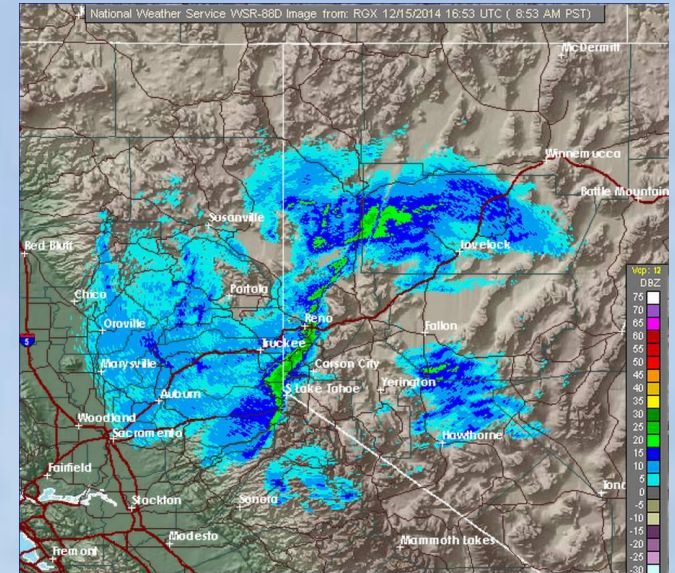 National Weather Service WSR-88D Image from: RGX 12/15/2014 16:53 UTC ( 8:53 AM PST)
McDermitt
Winnemucca
Battle Mountain
Susanville
Red Bluff
Lovelock
Vcp: 12
DBZ
Portola
Chico
75
70
Oroville
Reno
Fallon
65
5
Truckee
60
Marysville
Carson City
55
50
Auburn
S Lake Tahoe
Yerington
45
40
Woodland
35
Sacramento
Hawthorne
30
25
20
Fairfield
15
Tono
10
Stockton
Sonora
5
0
-5
Modesto
-10
Mammoth Lakes
-15
Fremont
-20
-25
-30